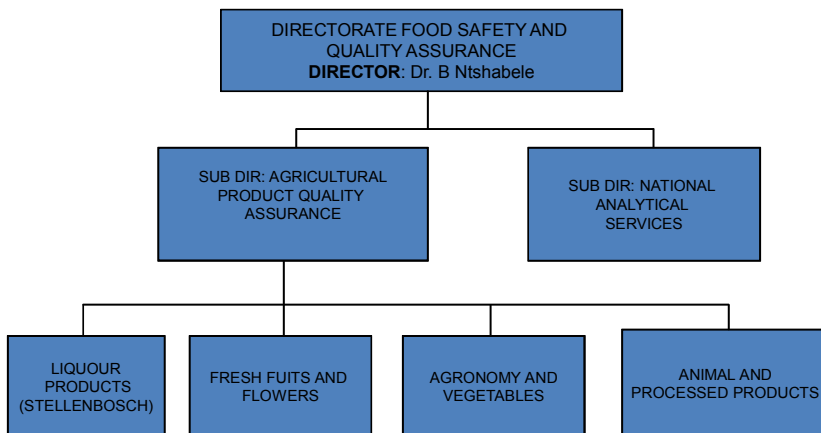 DIRECTORATE FOOD SAFETY AND
QUALITY ASSURANCE
DIRECTOR: Dr. B Ntshabele
SUB DIR: AGRICULTURAL
PRODUCT QUALITY
ASSURANCE
SUB DIR: NATIONAL
ANALYTICAL
SERVICES
LIQUOUR
PRODUCTS
(STELLENBOSCH)
FRESH FUITS AND
FLOWERS
AGRONOMY AND
VEGETABLES
ANIMAL AND
PROCESSED PRODUCTS